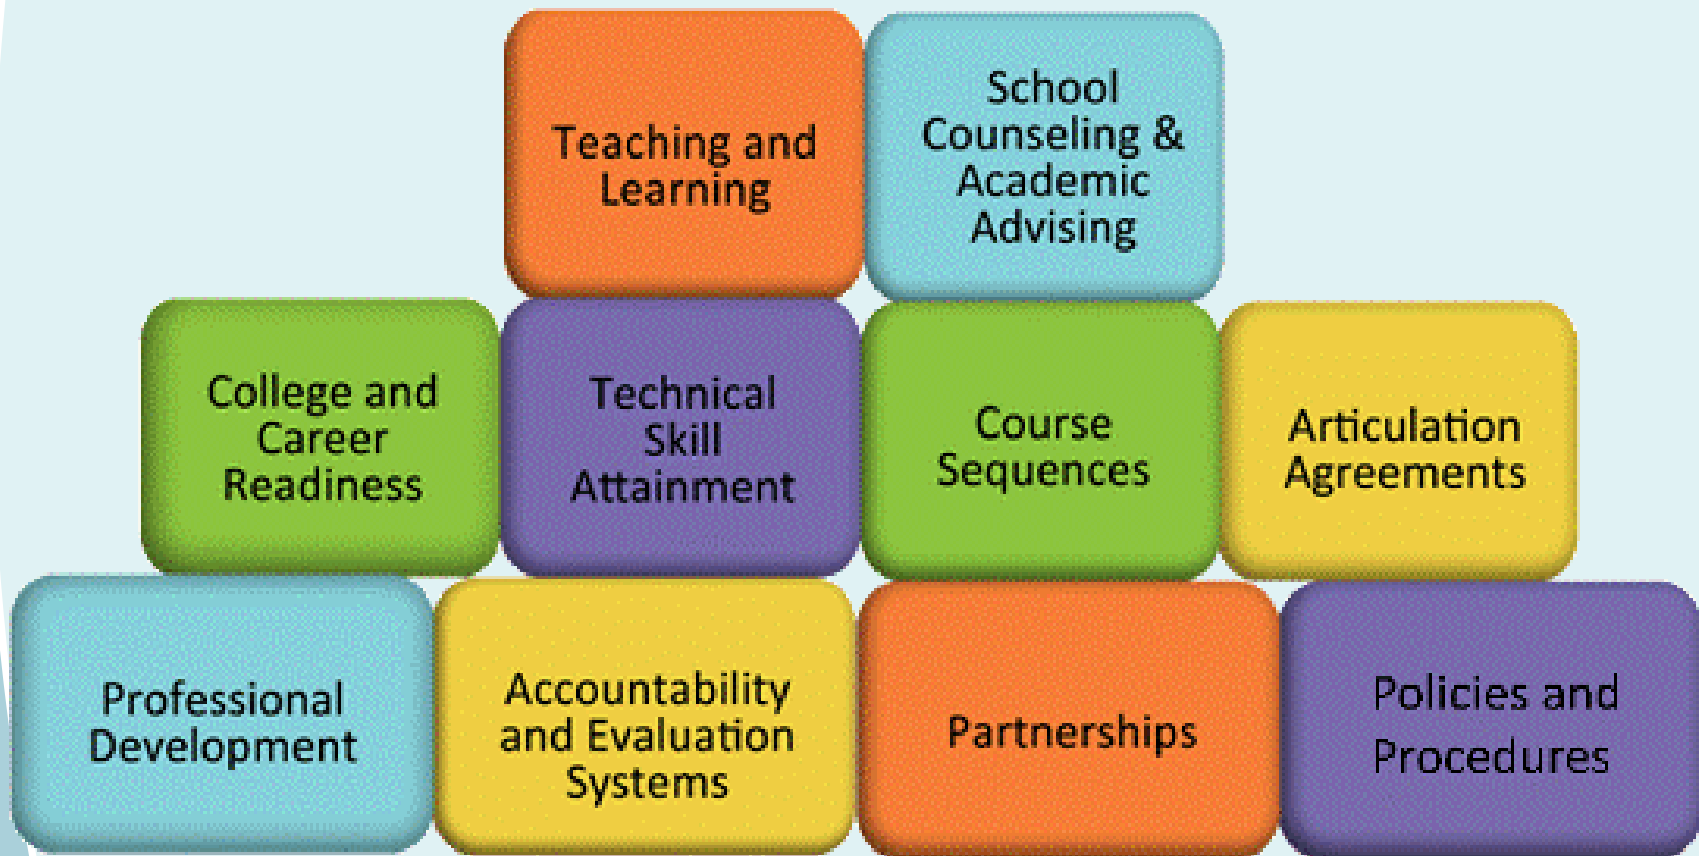 Teaching and
Learning
School
Counseling &
Academic
Advising
College and
Career
Readiness
Technical
Skill
Attainment
Course
Sequences
Articulation
Agreements
Professional
Development
Accountability
and Evaluation
Systems
Partnerships
Policies and
Procedures